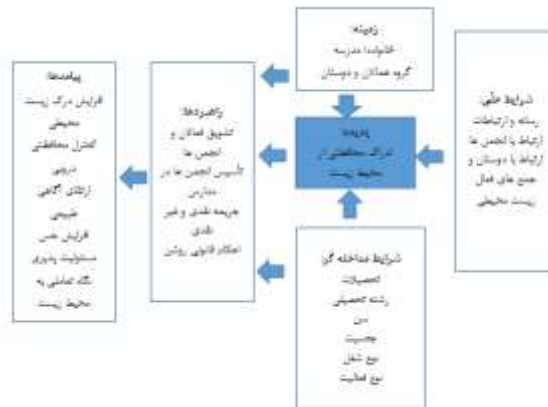 شرایط علّی:
رسانه و ارتباطات
ارتباط با انجمن ها
ارتباط با دوستان و
جمع های فعال
زیست محیطی
زمینه:
خانواده/ مدرسه
گروه همالان و دوستان
پدیده:
ادراک محافظتی از
محیط زیست
شرایط مداخله گر:
تحصیلات
رشته تحصیلی
سن
جنسیت
نوع شغل
نوع فعالیت
راهبردها:
تشویق فعالان و
انجمن ها
تأسیس انجمن ها در
مدارس
جریمه نقدی و غیر
نقدی
احکام قانونی روشن
پیامدها:
افزایش درک زیست
محیطی
کنترل محافظتی
درونی
ارتقای آگاهی
طبیعی
افزایش حس
مسئولیت پذیری
نگاه تعاملی به
محیط زیست